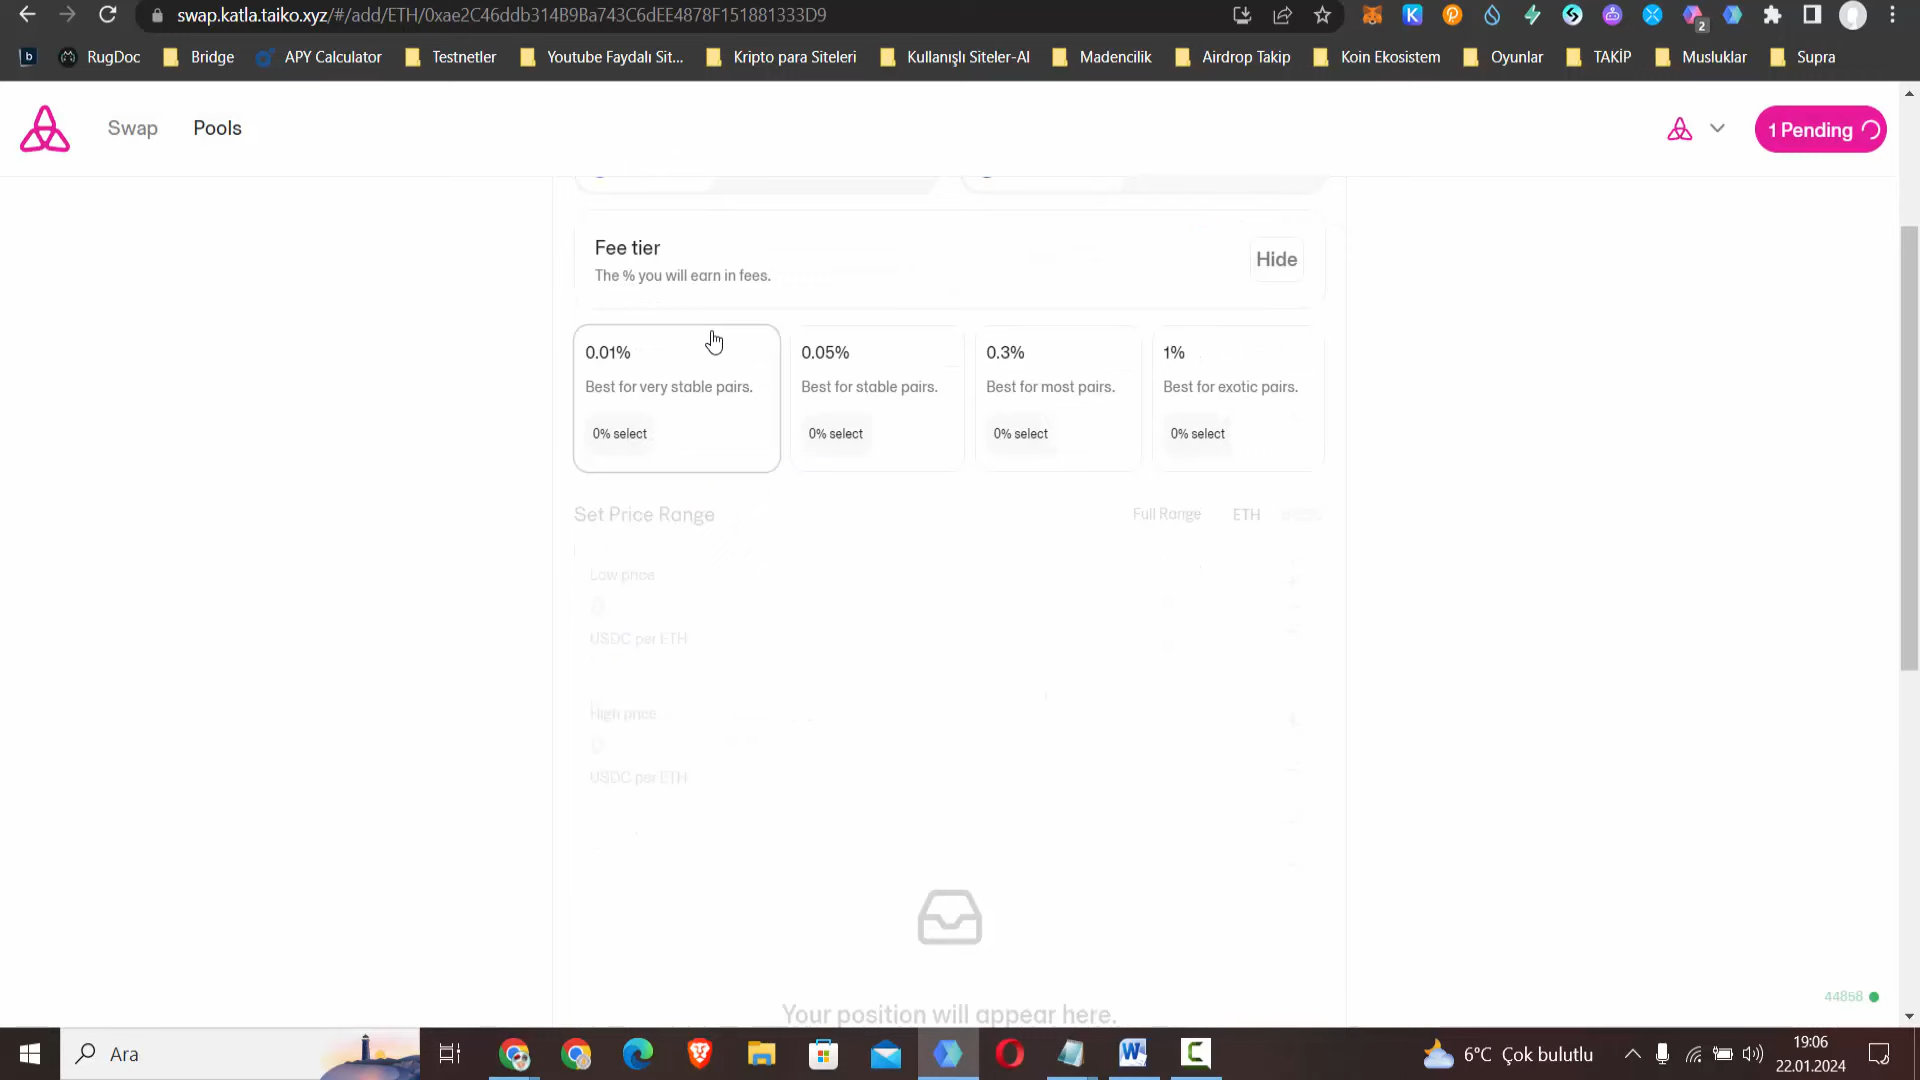 swap.katla.taiko.xyz/#/add/ETH/0xae2C46ddb314B9Ba743C6dEE4878F151881333D9
2
b RugDoc Bridge APY Calculator Testnetler Youtube Faydalı Sit... Kripto para Siteleri Kullanışlı Siteler-AI Madencilik Airdrop Takip Koin Ekosistem Oyunlar TAKİP Musluklar Supra
Swap Pools 1 Pending
Fee tier
The % you will earn in fees.
Hide
0.01% 0.05% 0.3% 1%
Best for very stable pairs. Best for stable pairs. Best for most pairs. Best for exotic pairs.
0% select 0% select 0% select 0% select
Set Price Range Full Range ETH
Low price
0
USDC per ETH
High price
0
USDC per ETH
Your position will appear here.
44858
Ara
6°C Çok bulutlu
19:06
22.01.2024